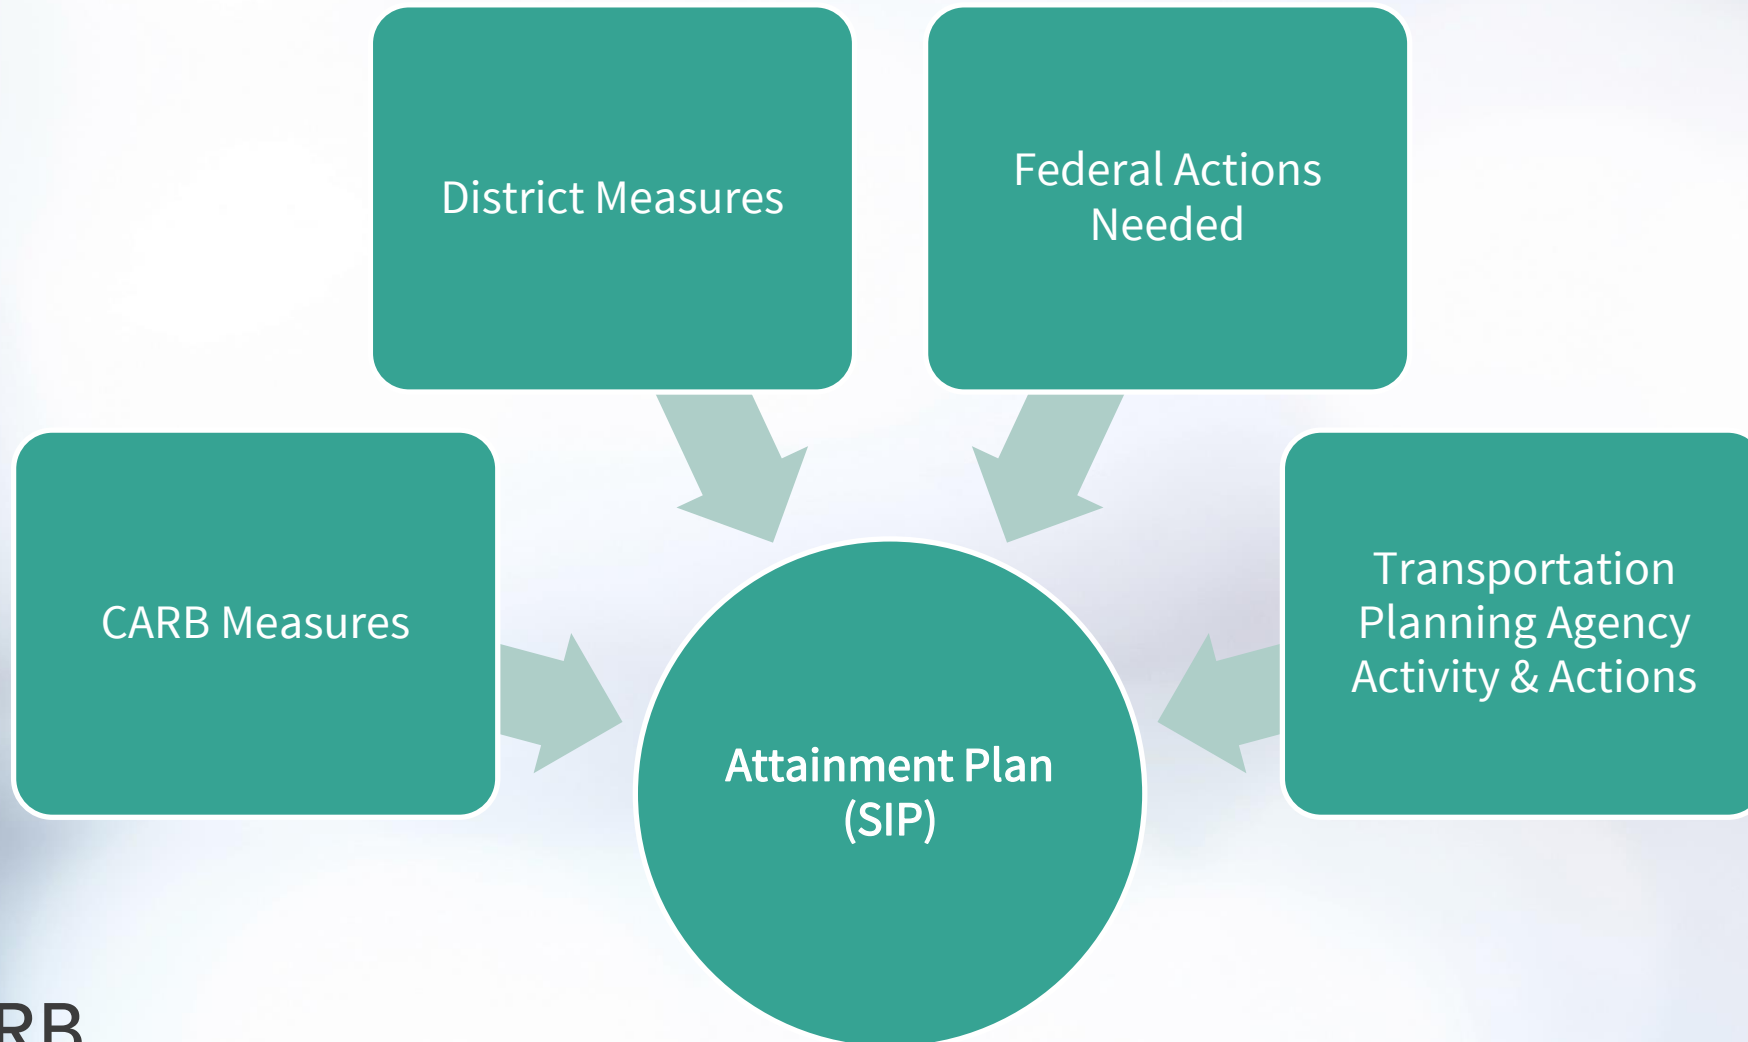 District Measures
Federal Actions
Needed
CARB Measures
Transportation
Planning Agency
Activity & Actions
Attainment Plan
(SIP)
RB